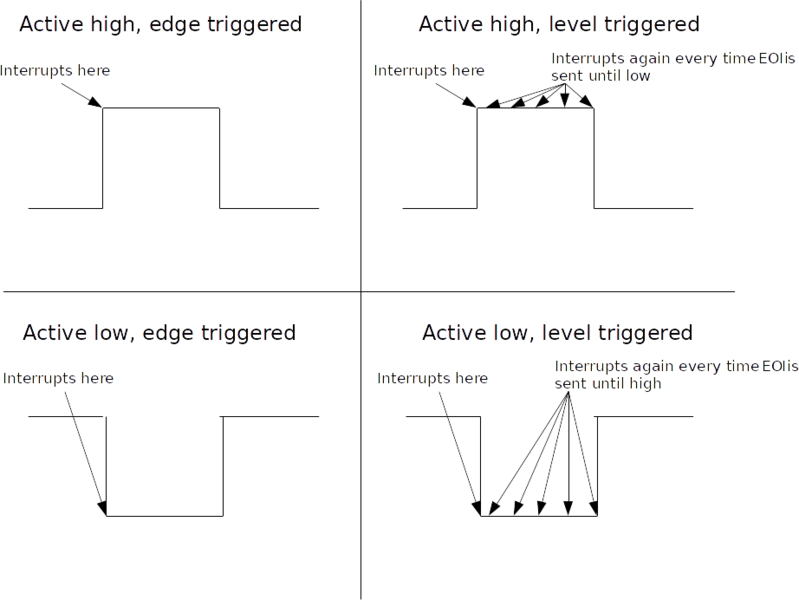 Active high, edge triggered
Interrupts here
Active high, level triggered
Interrupts here
Interrupts again every time EOI is
sent until low
Active low, edge triggered
Interrupts here
Active low, level triggered
Interrupts here
Interrupts again every time EOI is
sent until high